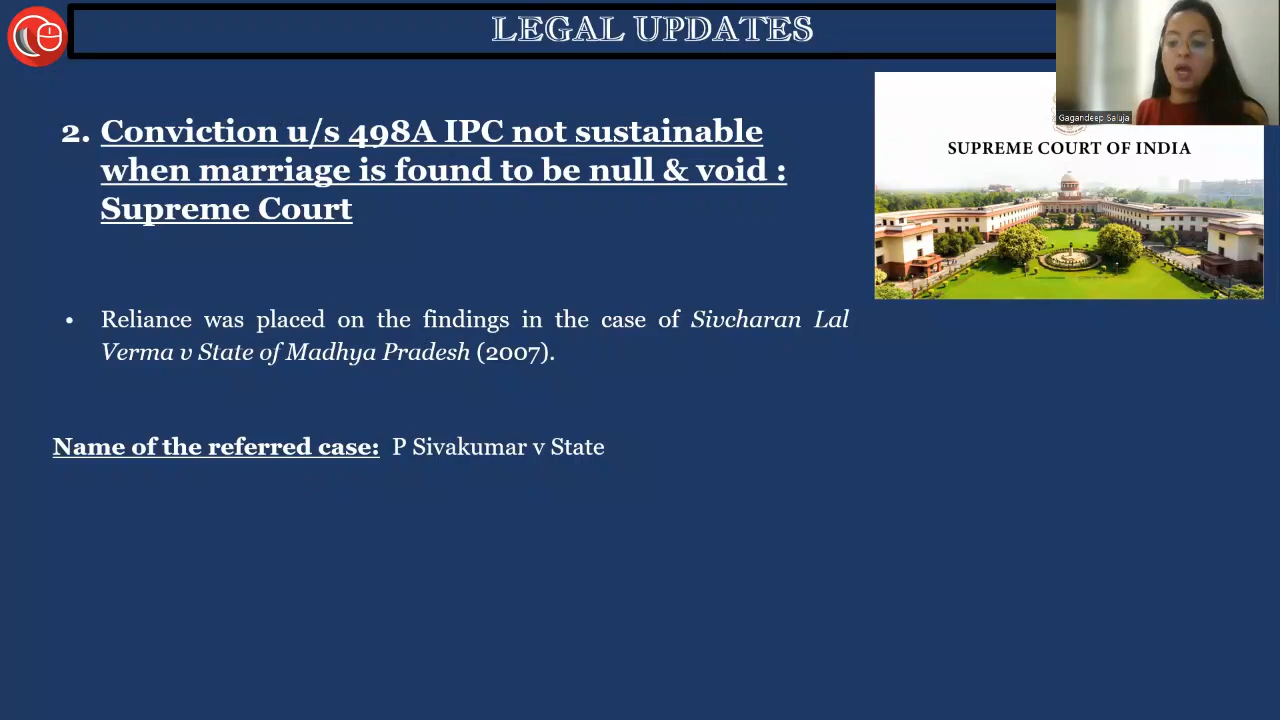 LEGAL UPDATES
Gagandeep Saluja
SUPREME COURT OF INDIA
2. Conviction u/s 498A IPC not sustainable
when marriage is found to be null & void :
Supreme Court
• Reliance was placed on the findings in the case of Sivcharan Lal
Verma v State of Madhya Pradesh (2007).
Name of the referred case: P Sivakumar v State